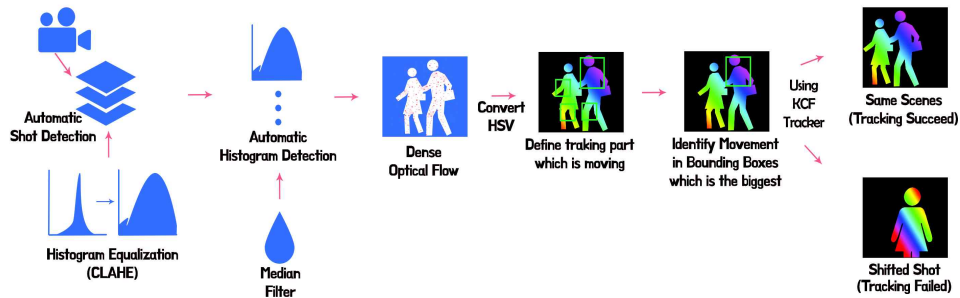 Automatic
Shot Detection
Histogram Equalization
(CLAHE)
Automatic
Histogram Detection
Median
Filter
Dense
Optical Flow
Convert
HSV
Define traking part
which is moving
Identify Movement
in Bounding Boxes
which is the biggest
Using
KCF
Tracker
Same Scenes
(Tracking Succeed)
Shifted Shot
(Tracking Failed)